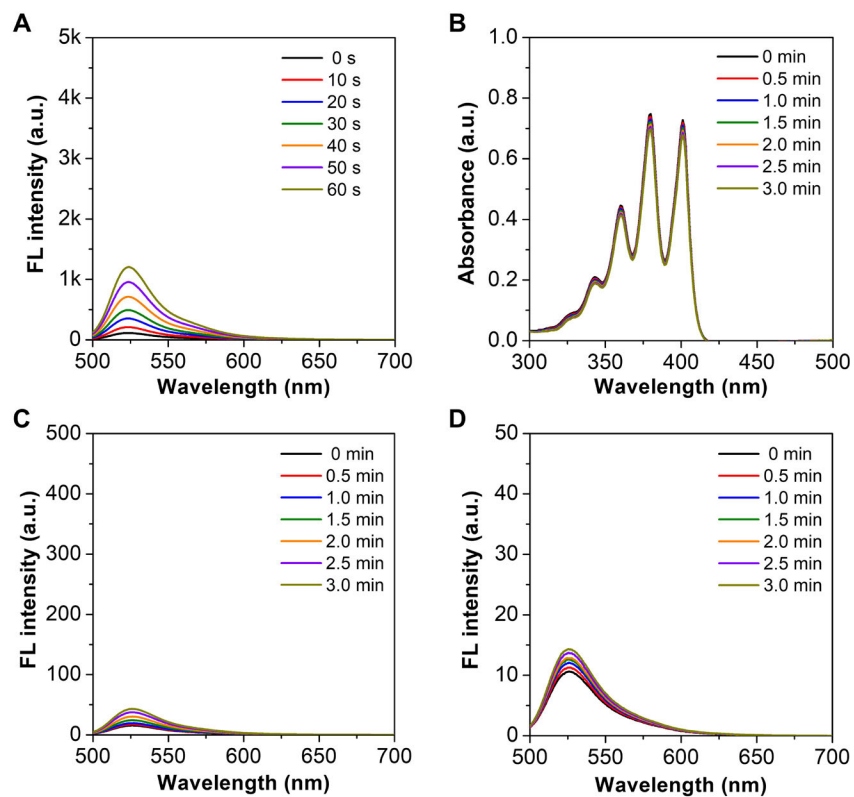 A
FL intensity (a.u.)
5k
4k
3k
2k
1k
0
500
550
600
650
700
Wavelength (nm)
0 s
10 s
20 s
30 s
40 s
50 s
60 s
B
Absorbance (a.u.)
1.0
0.8
0.6
0.4
0.2
0.0
300
350
400
450
500
Wavelength (nm)
0 min
0.5 min
1.0 min
1.5 min
2.0 min
2.5 min
3.0 min
C
FL intensity (a.u.)
500
400
300
200
100
0
500
550
600
650
700
Wavelength (nm)
0 min
0.5 min
1.0 min
1.5 min
2.0 min
2.5 min
3.0 min
D
FL intensity (a.u.)
50
40
30
20
10
0
500
550
600
650
700
Wavelength (nm)
0 min
0.5 min
1.0 min
1.5 min
2.0 min
2.5 min
3.0 min